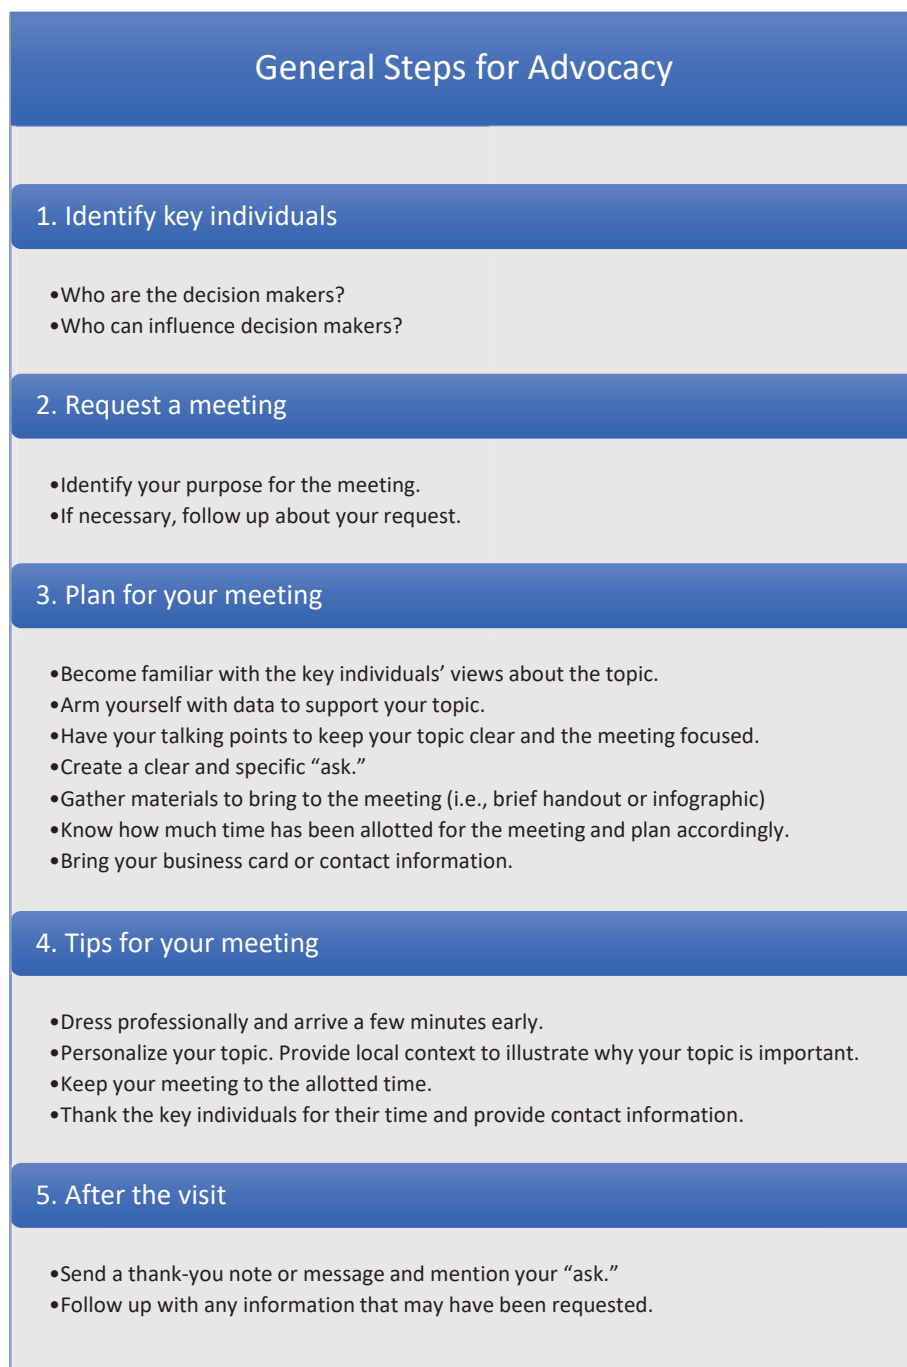 General Steps for Advocacy
1. Identify key individuals
•Who are the decision makers?
•Who can influence decision makers?
2. Request a meeting
•Identify your purpose for the meeting.
•If necessary, follow up about your request.
3. Plan for your meeting
•Become familiar with the key individuals’ views about the topic.
•Arm yourself with data to support your topic.
•Have your talking points to keep your topic clear and the meeting focused.
•Create a clear and specific “ask.”
•Gather materials to bring to the meeting (i.e., brief handout or infographic)
•Know how much time has been allotted for the meeting and plan accordingly.
•Bring your business card or contact information.
4. Tips for your meeting
•Dress professionally and arrive a few minutes early.
•Personalize your topic. Provide local context to illustrate why your topic is important.
•Keep your meeting to the allotted time.
•Thank the key individuals for their time and provide contact information.
5. After the visit
•Send a thank-you note or message and mention your “ask.”
•Follow up with any information that may have been requested.